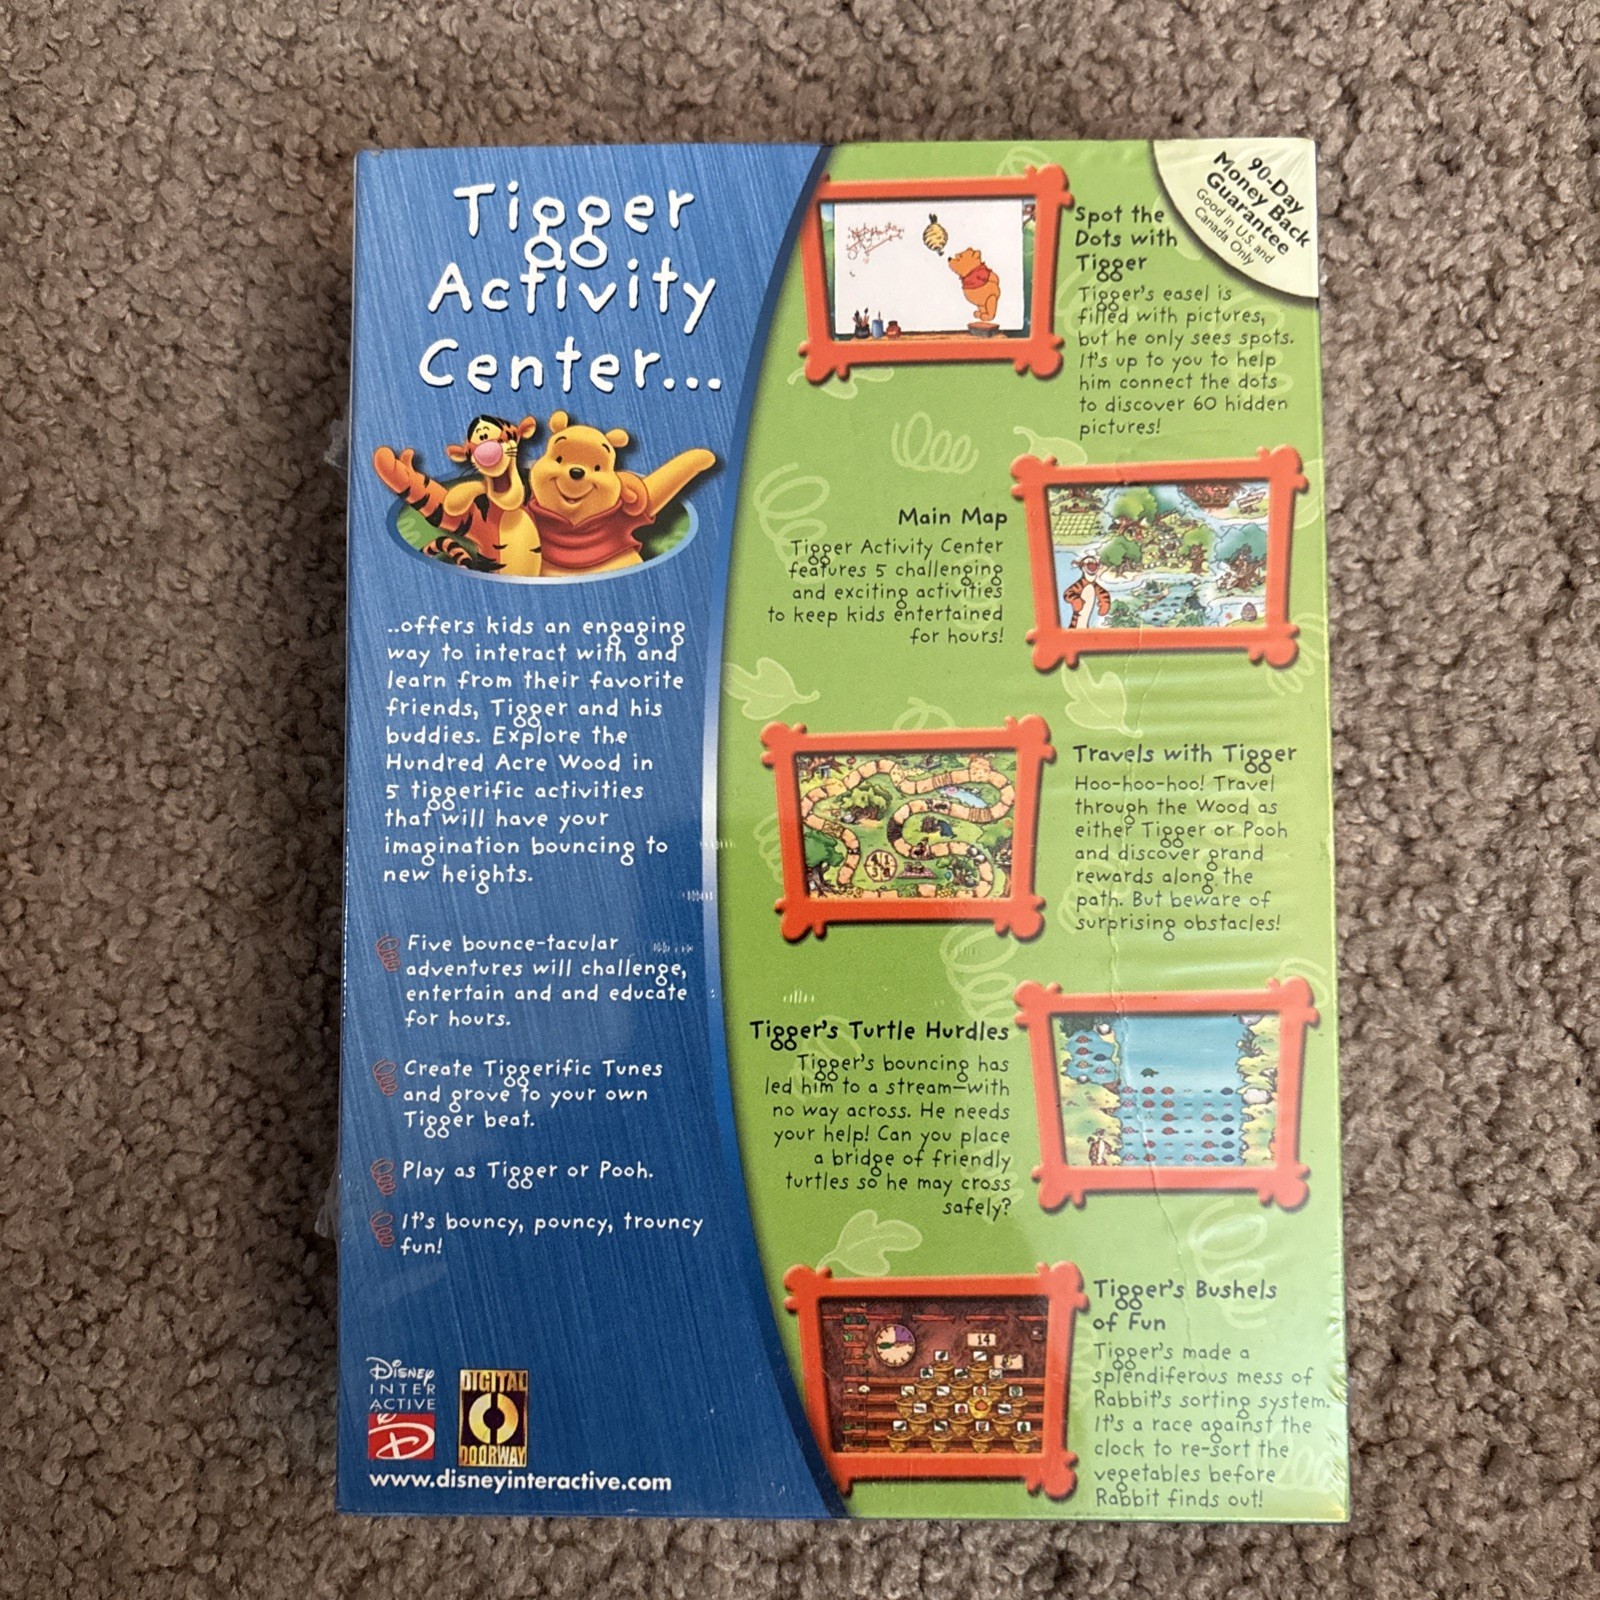 Tigger
Activity
Center...
..offers kids an engaging
way to interact with and
learn from their favorite
friends, Tigger and his
buddies. Explore the
Hundred Acre Wood in
5 tiggerific activities
that will have your
imagination bouncing to
new heights.
Five bounce-tacular
adventures will challenge,
entertain and and educate
for hours.
Create Tiggerific Tunes
and grove to your own
Tigger beat.
Play as Tigger or Pooh.
It's bouncy, pouncy, trouncy
fun!
Disney
INTER
ACTIVE
DIGITAL
DOORWAY
www.disneyinteractive.com
90-Day
Money Back
Guarantee
Good in U.S. and
Canada Only
Spot the
Dots with
Tigger
Tigger's easel is
filled with pictures,
but he only sees spots.
It's up to you to help
him connect the dots
to discover 60 hidden
pictures!
Main Map
Tigger Activity Center
features 5 challenging
and exciting activities
to keep kids entertained
for hours!
Travels with Tigger
Hoo-hoo-hoo! Travel
through the Wood as
either Tigger or Pooh
and discover grand
rewards along the
path. But beware of
surprising obstacles!
Tigger's Turtle Hurdles
Tigger's bouncing has
led him to a stream—with
no way across. He needs
your help! Can you place
a bridge of friendly
turtles so he may cross
safely?
14
Tigger's Bushels
of Fun
Tigger's made a
splendiferous mess of
Rabbit's sorting system.
It's a race against the
clock to re-sort the
vegetables before
Rabbit finds out!